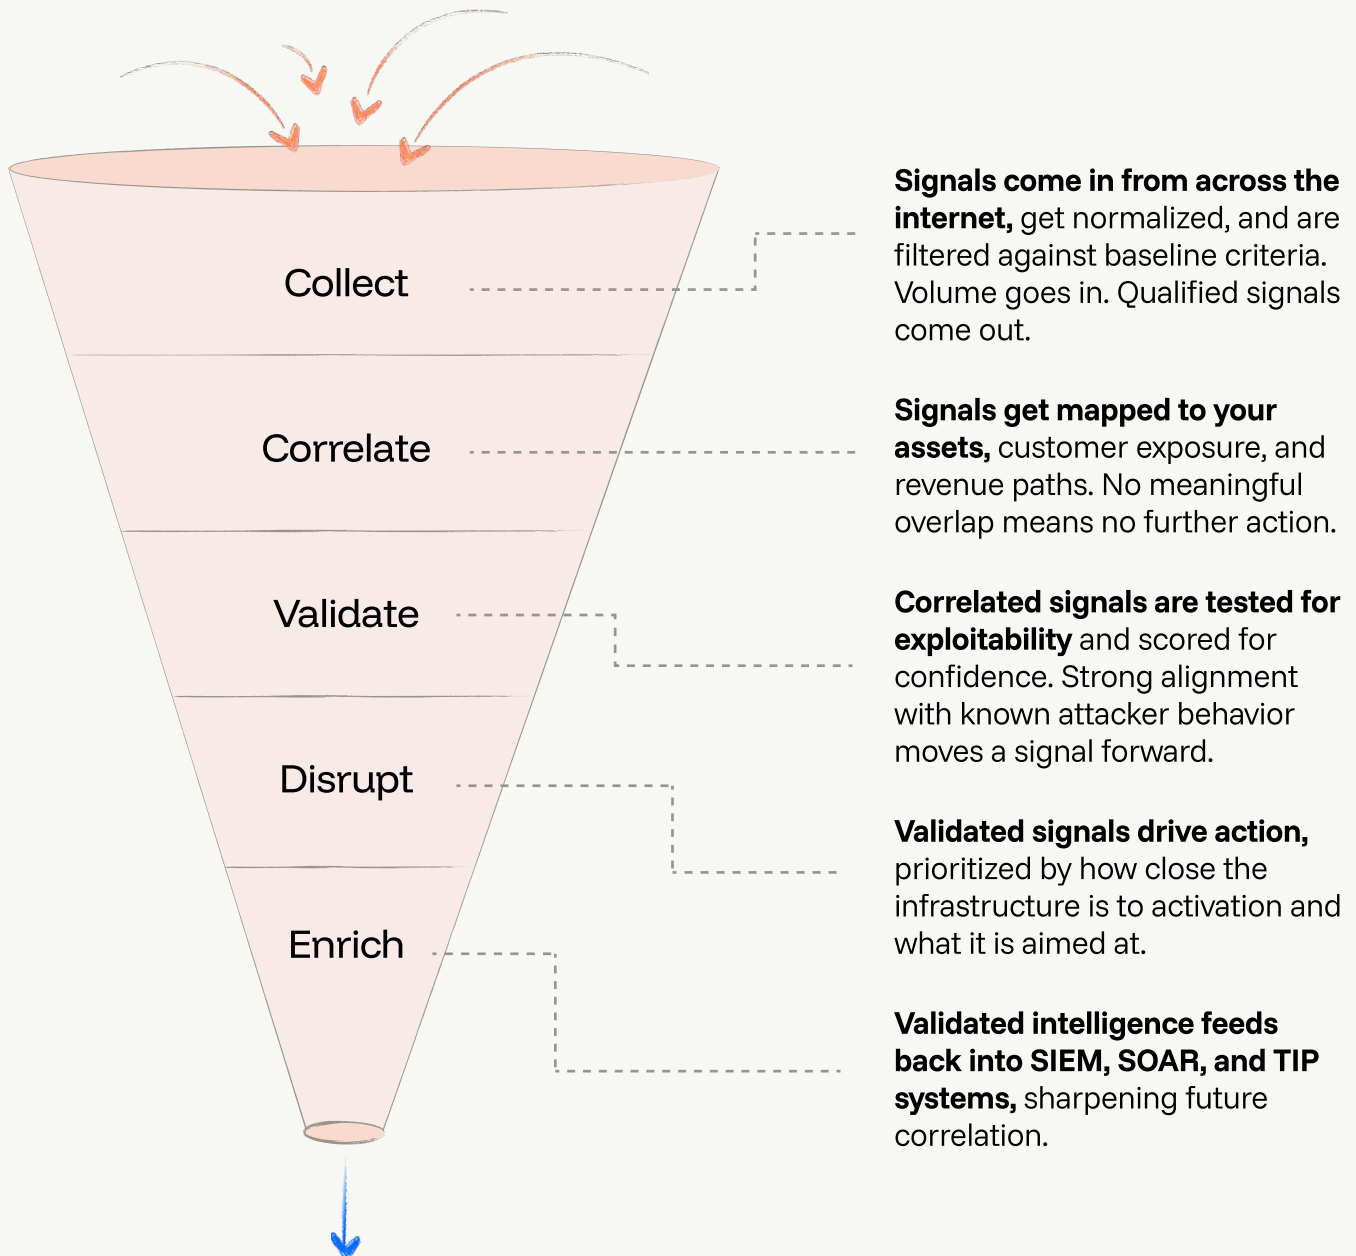 Collect
Signals come in from across the
internet, get normalized, and are
filtered against baseline criteria.
Volume goes in. Qualified signals
come out.
Correlate
Signals get mapped to your
assets, customer exposure, and
revenue paths. No meaningful
overlap means no further action.
Validate
Correlated signals are tested for
exploitability and scored for
confidence. Strong alignment
with known attacker behavior
moves a signal forward.
Disrupt
Validated signals drive action,
prioritized by how close the
infrastructure is to activation and
what it is aimed at.
Enrich
Validated intelligence feeds
back into SIEM, SOAR, and TIP
systems, sharpening future
correlation.